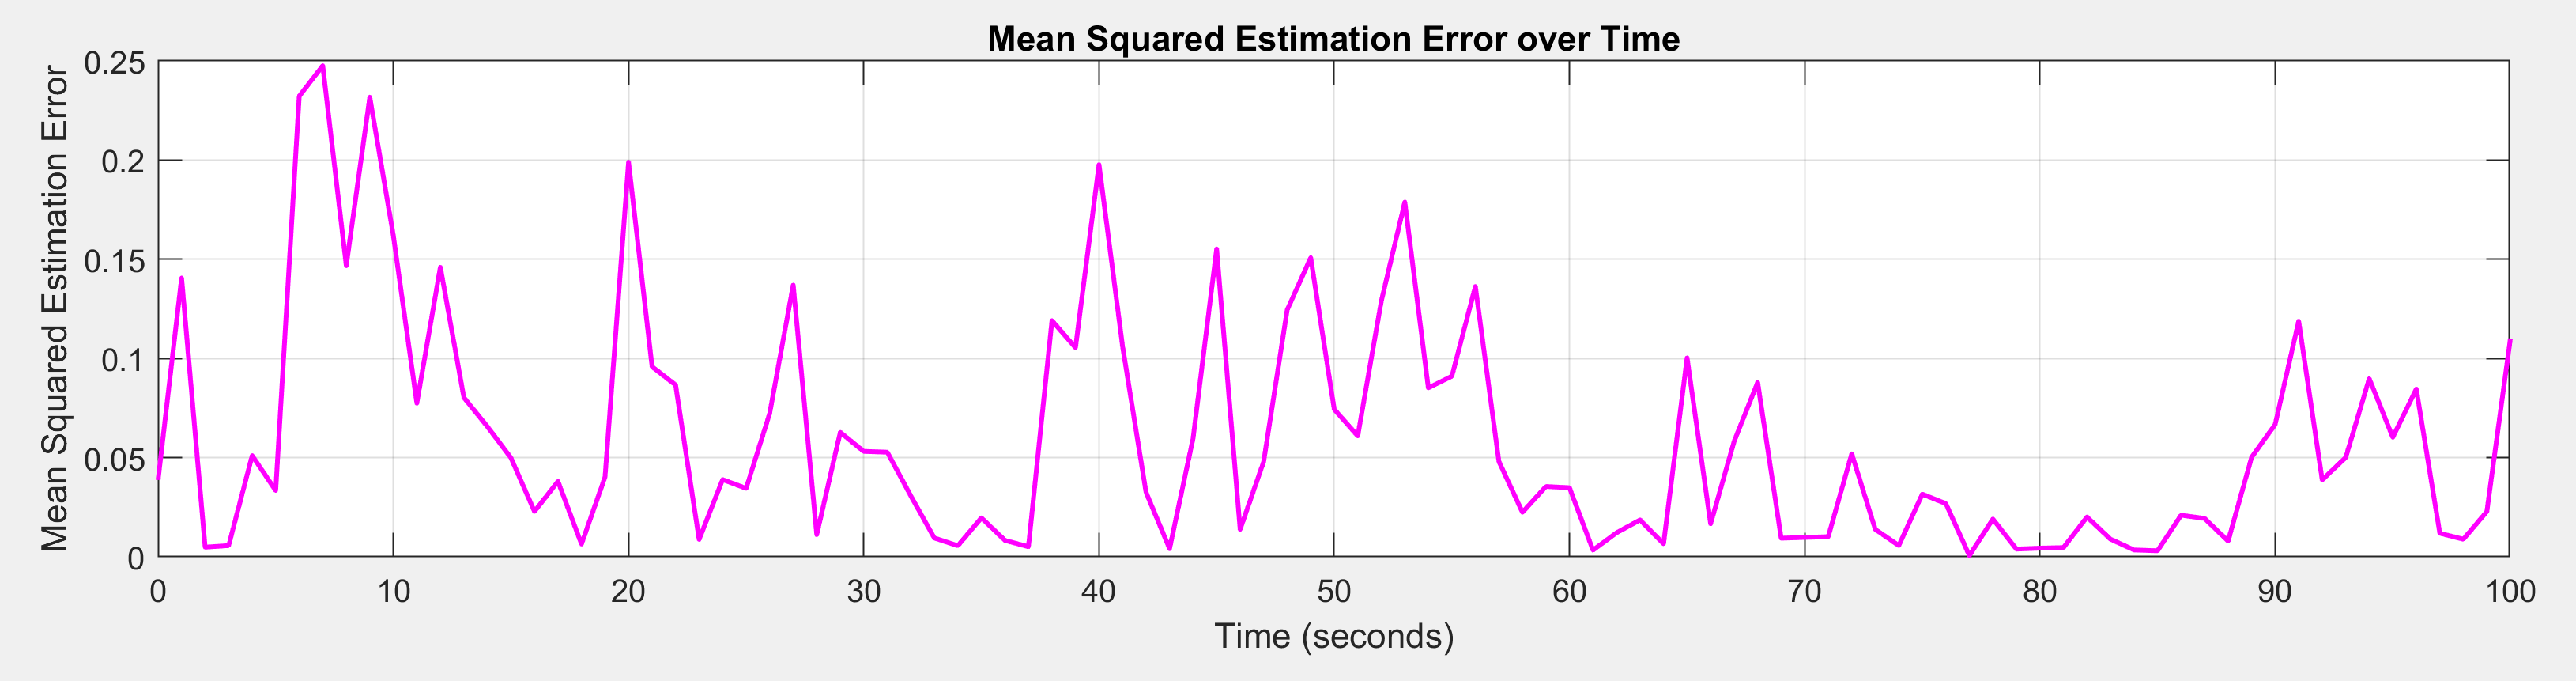 Mean Squared Estimation Error over Time
Mean Squared Estimation Error
0.25
0.2
0.15
0.1
0.05
0
0 10 20 30 40 50 60 70 80 90 100
Time (seconds)